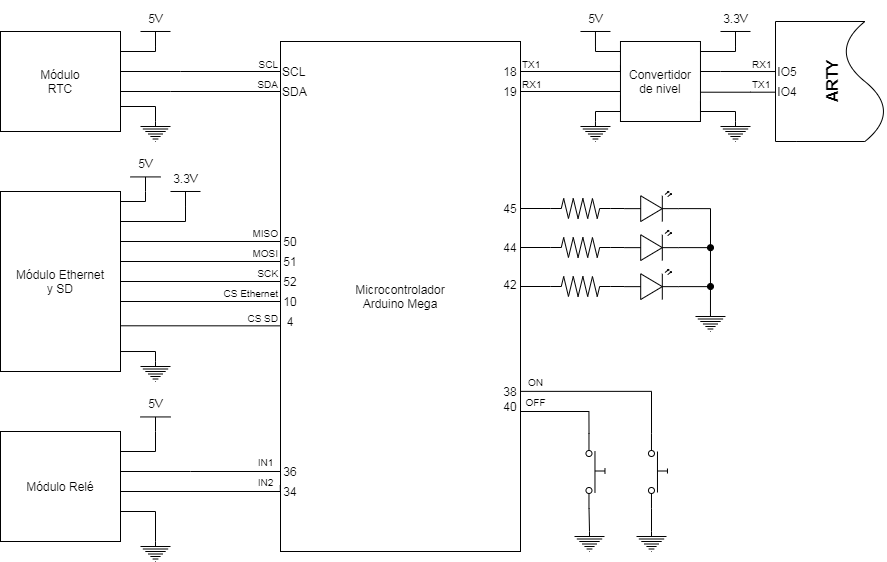 5V
Módulo
RTC
SCL
SDA
SCL
SDA
5V
3.3V
Módulo Ethernet
y SD
MISO
MOSI
SCK
CS Ethernet
CS SD
50
51
52
10
4
5V
Módulo Relé
IN1
IN2
36
34
Microcontrolador
Arduino Mega
18
19
TX1
RX1
5V
3.3V
Convertidor
de nivel
RX1
TX1
IO5
IO4
ARTY
45
44
42
38
40
ON
OFF